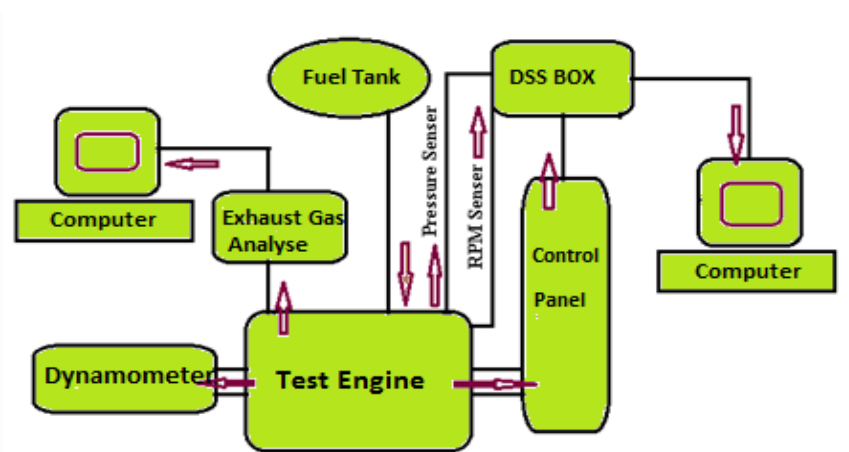 Fuel Tank
DSS BOX
Pressure Senser
RPM Senser
Computer
Exhaust Gas
Analyse
Control
Panel
Computer
Dynamometer
Test Engine